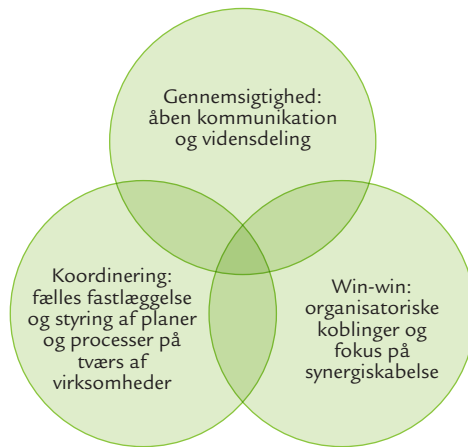 Gennemsigtighed:
åben kommunikation
og vidensdeling
Koordinering:
fælles fastlæggelse
og styring af planer
og processer på
tværs af
virksomheder
Win-win:
organisatoriske
koblinger og
fokus på
synergiskabelse